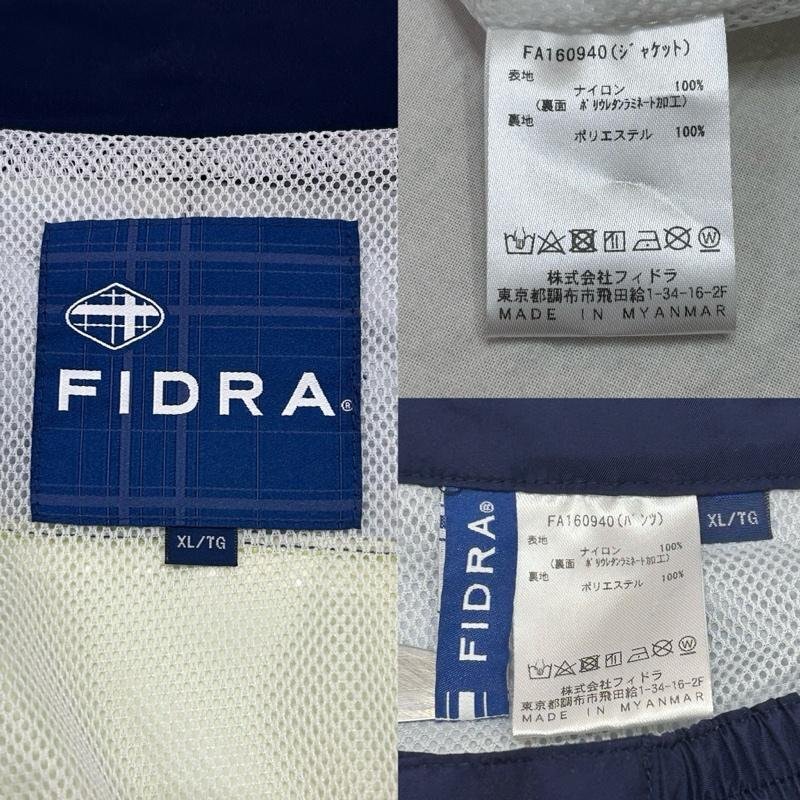 FIDRA®
XL/TG
FA160940(ジャケット)
表地
ナイロン 100%
(裏面 ポリウレタンラミネート加工)
裏地
ポリエステル 100%
株式会社フィドラ
東京都調布市飛田給1-34-16-2F
MADE IN MYANMAR
FIDRA®
FA160940(パンツ)
表地
ナイロン 100%
(裏面 ポリウレタンラミネート加工)
裏地
ポリエステル 100%
株式会社フィドラ
東京都調布市飛田給1-34-16-2F
MADE IN MYANMAR
XL/TG